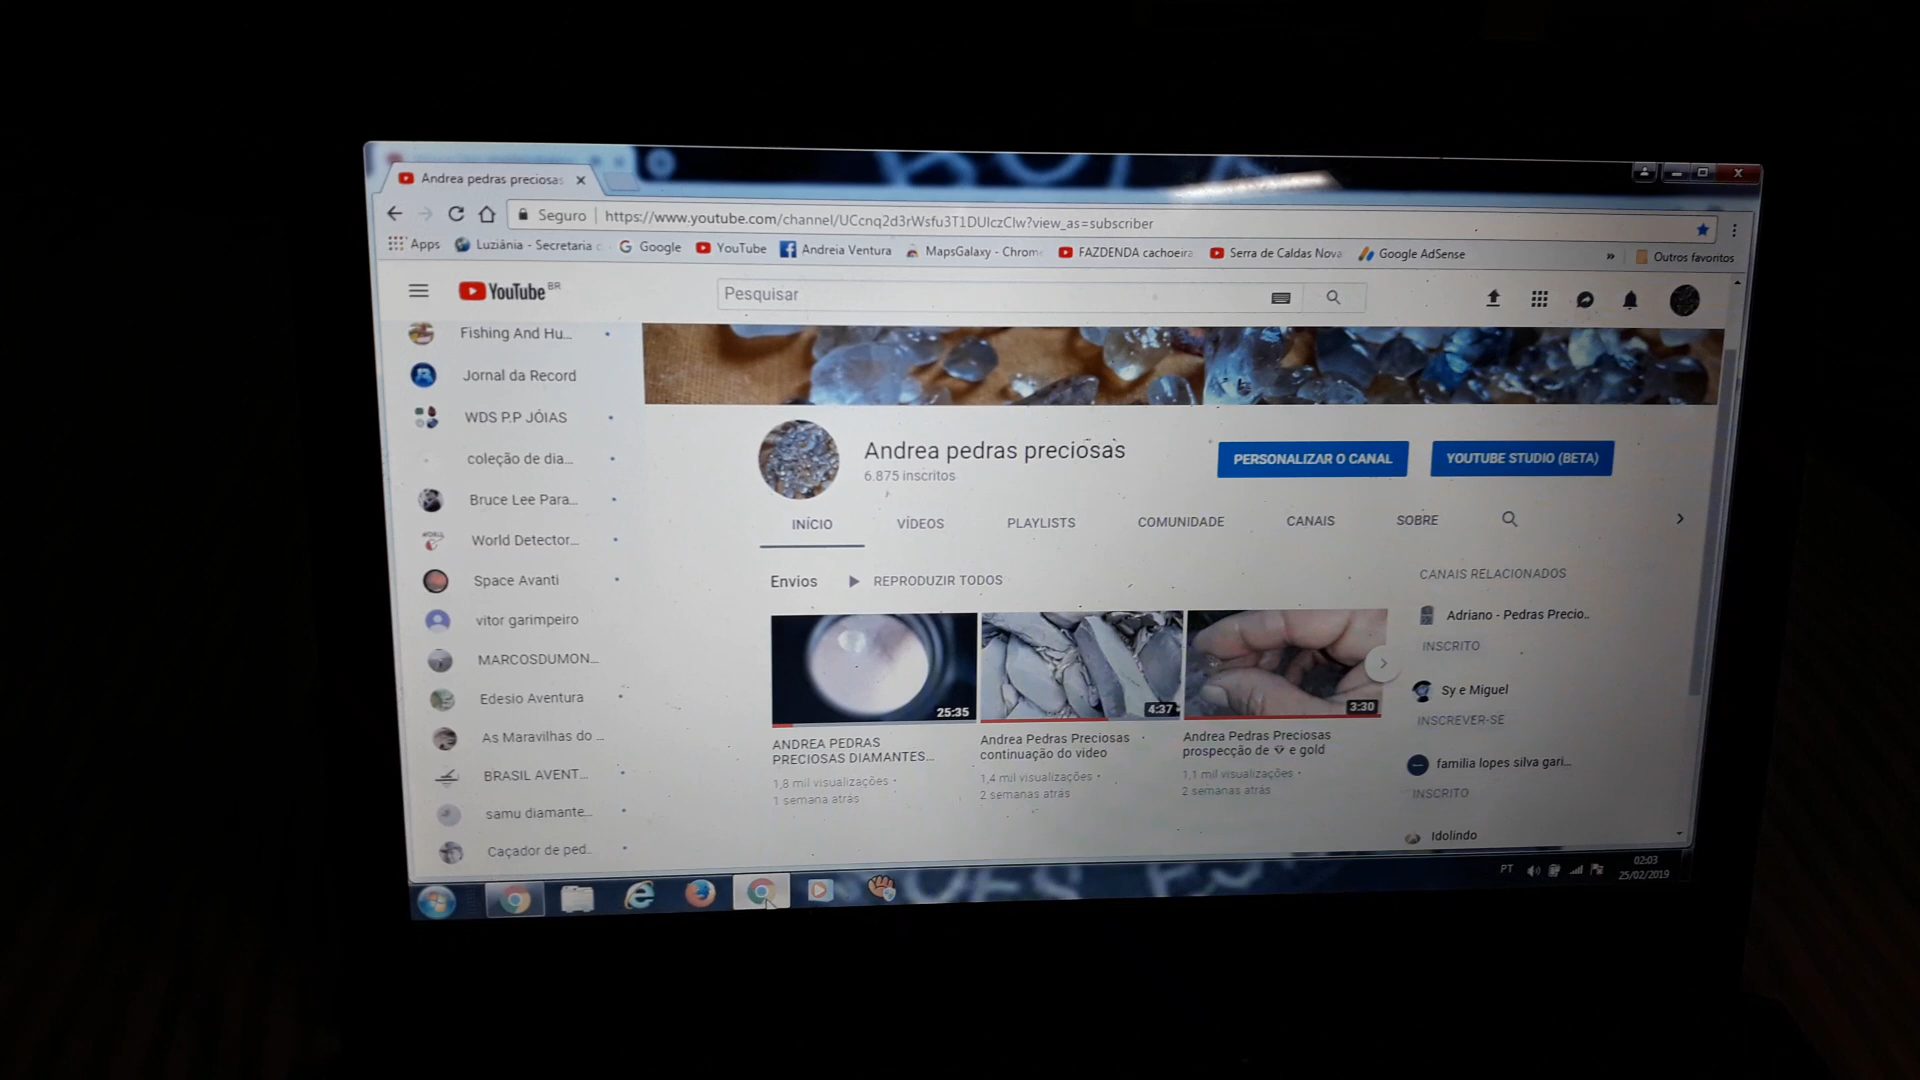 Andrea pedras preciosas
Seguro https://www.youtube.com/channel/UCcnq2d3rWsfu3T1DUIczClw?view_as=subscriber
Apps Luziânia - Secretaria Google YouTube Andreia Ventura MapsGalaxy - Chrom FAZDENDA cachoeira Serra de Caldas Nova Google AdSense » Outros favoritos
YouTube BR Pesquisar
Fishing And Hu...
Jornal da Record
WDS P.P JÓIAS
coleção de dia...
Bruce Lee Para...
World Detector...
Space Avanti
vitor garimpeiro
MARCOSDUMON...
Edesio Aventura
As Maravilhas do ...
BRASIL AVENT...
samu diamante...
Caçador de ped...
Andrea pedras preciosas
6.875 inscritos
PERSONALIZAR O CANAL YOUTUBE STUDIO (BETA)
INÍCIO VÍDEOS PLAYLISTS COMUNIDADE CANAIS SOBRE
Envios REPRODUZIR TODOS
25:35
ANDREA PEDRAS
PRECIOSAS DIAMANTES...
1,8 mil visualizações •
1 semana atrás
4:37
Andrea Pedras Preciosas
continuação do video
1,4 mil visualizações •
2 semanas atrás
3:30
Andrea Pedras Preciosas
prospecção de 💎 e gold
1,1 mil visualizações •
2 semanas atrás
CANAIS RELACIONADOS
Adriano - Pedras Precio..
INSCRITO
Sy e Miguel
INSCREVER-SE
familia lopes silva gari...
INSCRITO
Idolindo
PT 02:03
25/02/2019